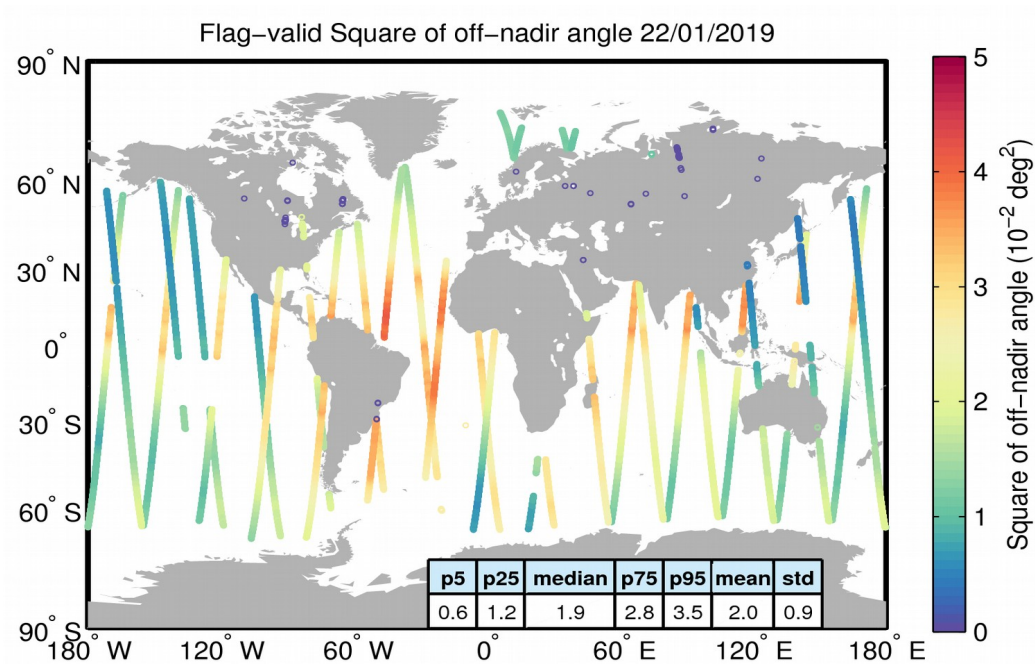 Flag−valid Square of off−nadir angle 22/01/2019
90° N
60° N
30° N
0°
30° S
60° S
90° S
180° W
120° W
60° W
0°
60° E
120° E
180° E
5
4
3
2
1
0
Square of off−nadir angle (10−2 deg2)
p5 p25 median p75 p95 mean std
0.6 1.2 1.9 2.8 3.5 2.0 0.9